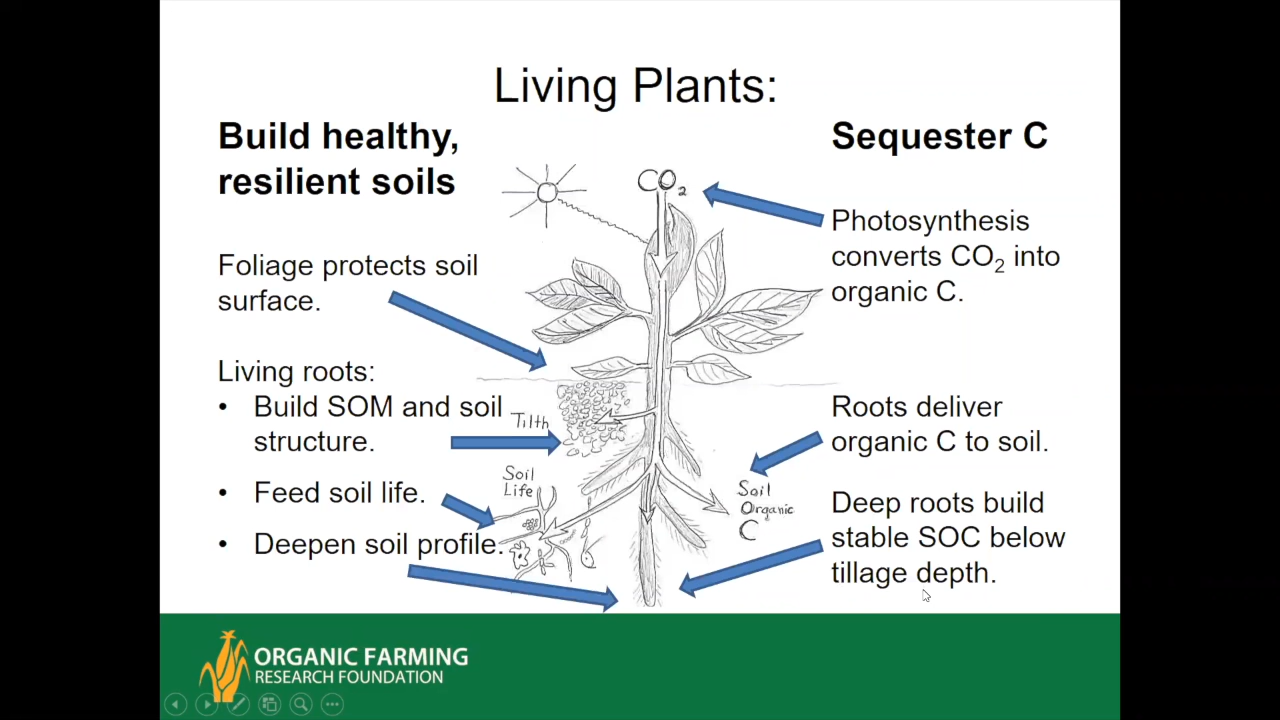 Living Plants:
Build healthy,
resilient soils
Foliage protects soil
surface.
Living roots:
• Build SOM and soil
structure.
• Feed soil life.
• Deepen soil profile.
CO2
Tilth
Soil
Life
Soil
Organic
C
Sequester C
Photosynthesis
converts CO₂ into
organic C.
Roots deliver
organic C to soil.
Deep roots build
stable SOC below
tillage depth.
ORGANIC FARMING
RESEARCH FOUNDATION